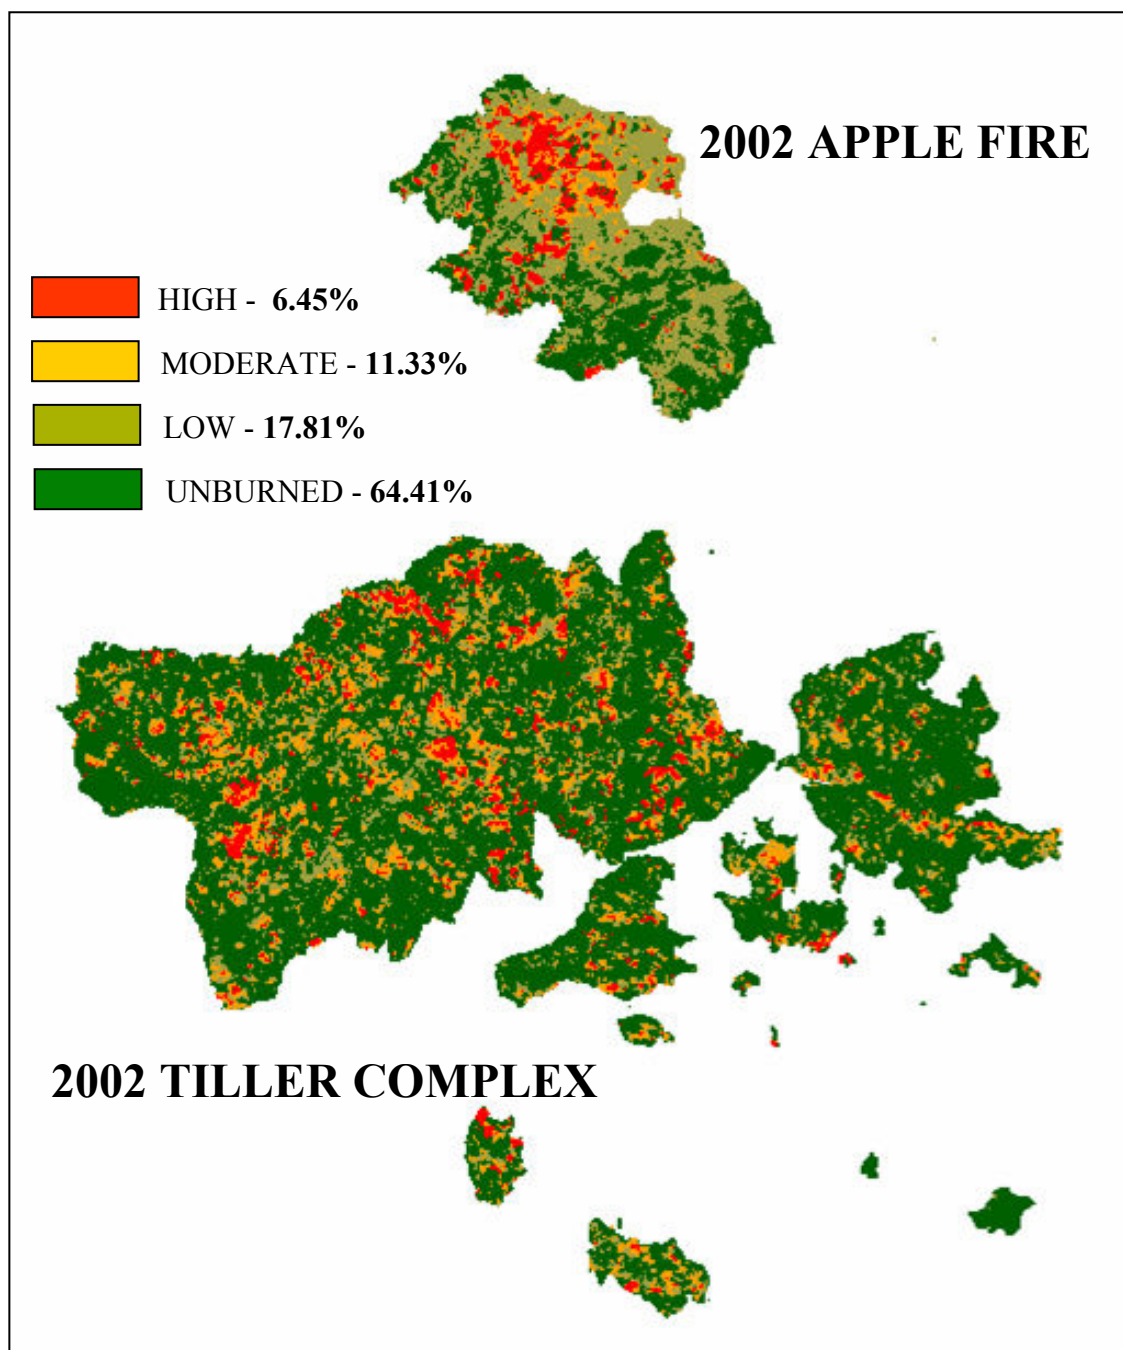 2002 APPLE FIRE
HIGH - 6.45%
MODERATE - 11.33%
LOW - 17.81%
UNBURNED - 64.41%
2002 TILLER COMPLEX